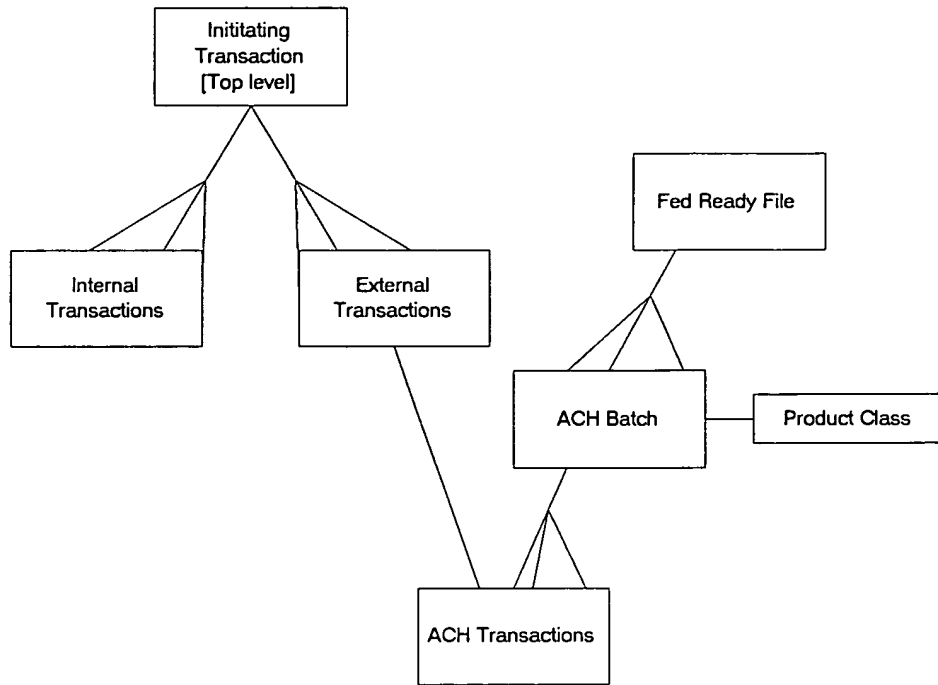 Inititating
Transaction
[Top level]
Fed Ready File
Internal
Transactions
External
Transactions
ACH Batch
Product Class
ACH Transactions